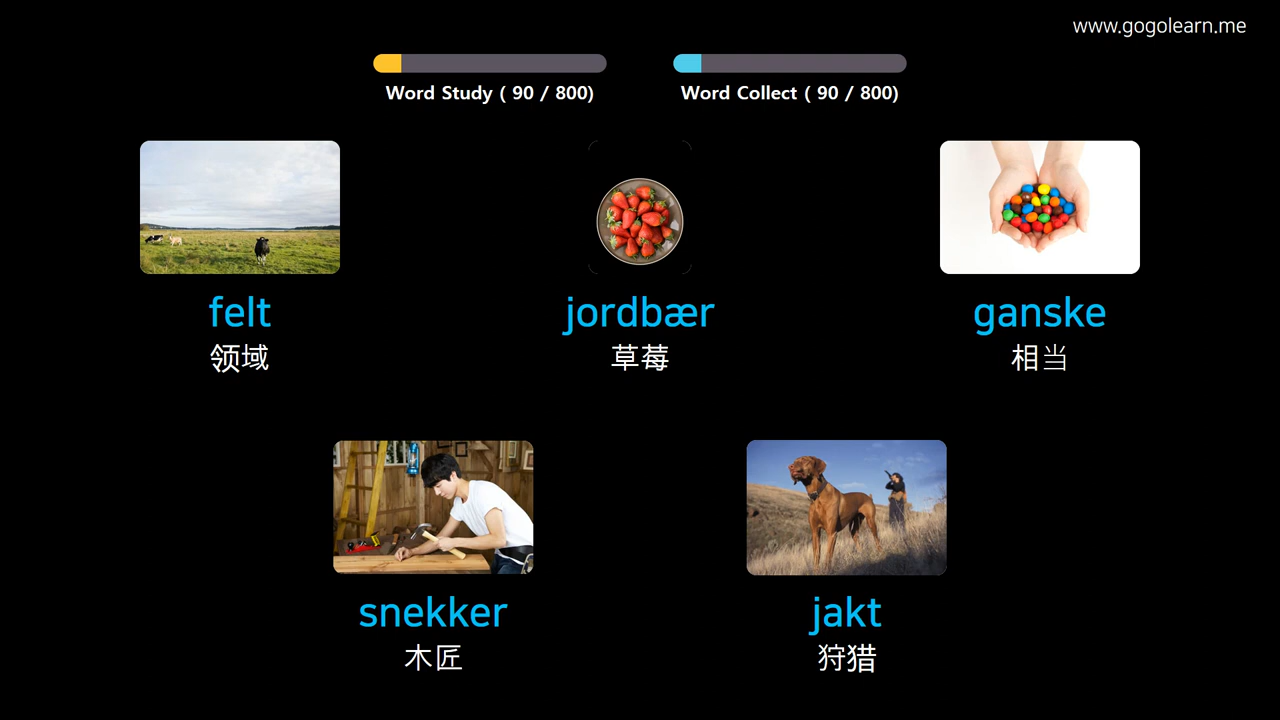 www.gogolearn.me
Word Study ( 90 / 800)
Word Collect ( 90 / 800)
felt
领域
jordbær
草莓
ganske
相当
snekker
木匠
jakt
狩猎